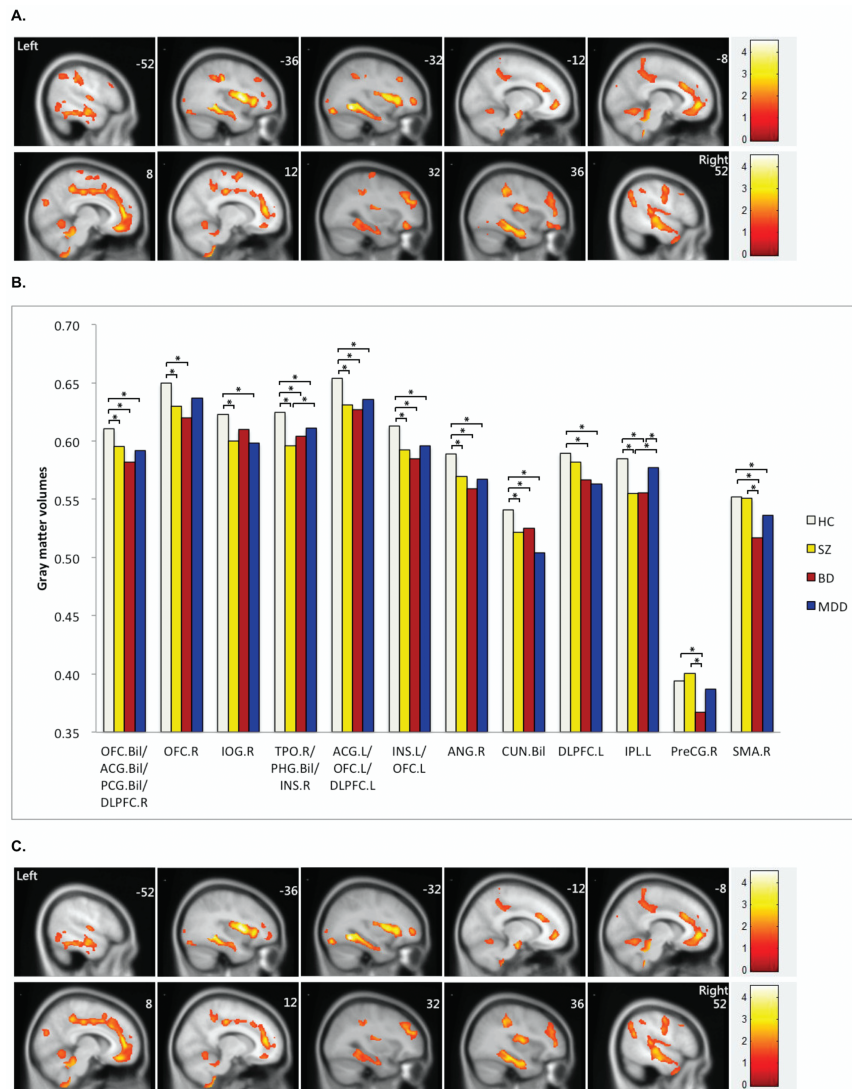 A.
Left
-52
-36
-32
-12
-8
4
3
2
1
0
8
12
32
36
Right
52
4
3
2
1
0
B.
0.70
0.65
0.60
0.55
0.50
0.45
0.40
0.35
Gray matter volumes
* * * * * * * * * * * * * * * * * * * * * * * * * * * * * * * * * * *
HC
SZ
BD
MDD
OFC.Bil/
ACG.Bil/
PCG.Bil/
DLPFC.R
OFC.R
IOG.R
TPO.R/
PHG.Bil/
INS.R
ACG.L/
OFC.L/
DLPFC.L
INS.L/
OFC.L
ANG.R
CUN.Bil
DLPFC.L
IPL.L
PreCG.R
SMA.R
C.
Left
-52
-36
-32
-12
-8
4
3
2
1
0
8
12
32
36
Right
52
4
3
2
1
0